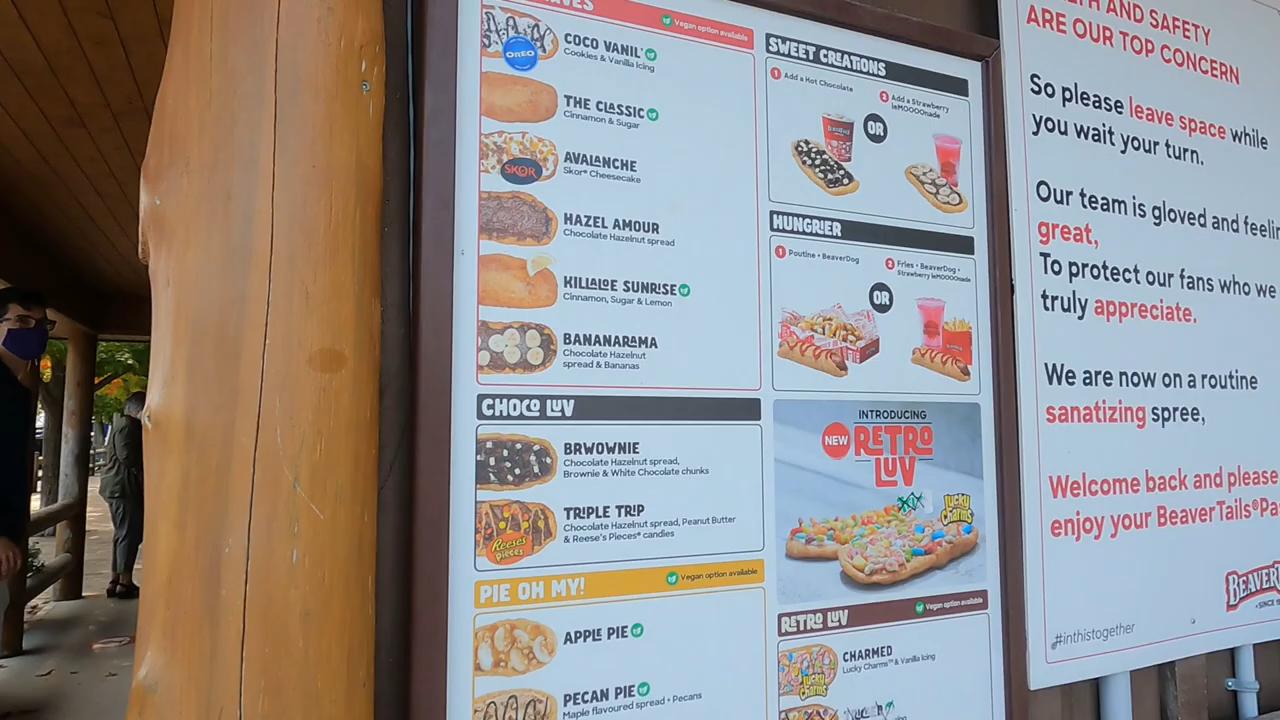 Vegan option available
OREO
COCO VANIL'
Cookies & Vanilla Icing
THE CLASSIC
Cinnamon & Sugar
SKOR
AVALANCHE
Skor® Cheesecake
HAZEL AMOUR
Chocolate Hazelnut spread
KILLALOE SUNRISE
Cinnamon, Sugar & Lemon
BANANARAMA
Chocolate Hazelnut
spread & Bananas
CHOCO LUV
BRWOWNIE
Chocolate Hazelnut spread,
Brownie & White Chocolate chunks
TRIPLE TRIP
Chocolate Hazelnut spread, Peanut Butter
& Reese's Pieces® candies
Reese's
pieces
PIE OH MY!
Vegan option available
APPLE PIE
PECAN PIE
Maple flavoured spread + Pecans
SWEET CREATIONS
1 Add a Hot Chocolate
2 Add a Strawberry
leMOOOOnade
OR
HUNGRIER
1 Poutine + BeaverDog
2 Fries + BeaverDog +
Strawberry leMOOOOnade
OR
INTRODUCING
NEW
RETRO
LUV
Lucky
Charms
RETRO LUV
Vegan option available
CHARMED
Lucky Charms™ & Vanilla Icing
Lucky
Charms
AND SAFETY
ARE OUR TOP CONCERN
So please leave space while
you wait your turn.
Our team is gloved and
great,
To protect our fans who we
truly appreciate.
We are now on a routine
sanatizing spree,
Welcome back and please
enjoy your BeaverTails®
SINCE
#inthistogether